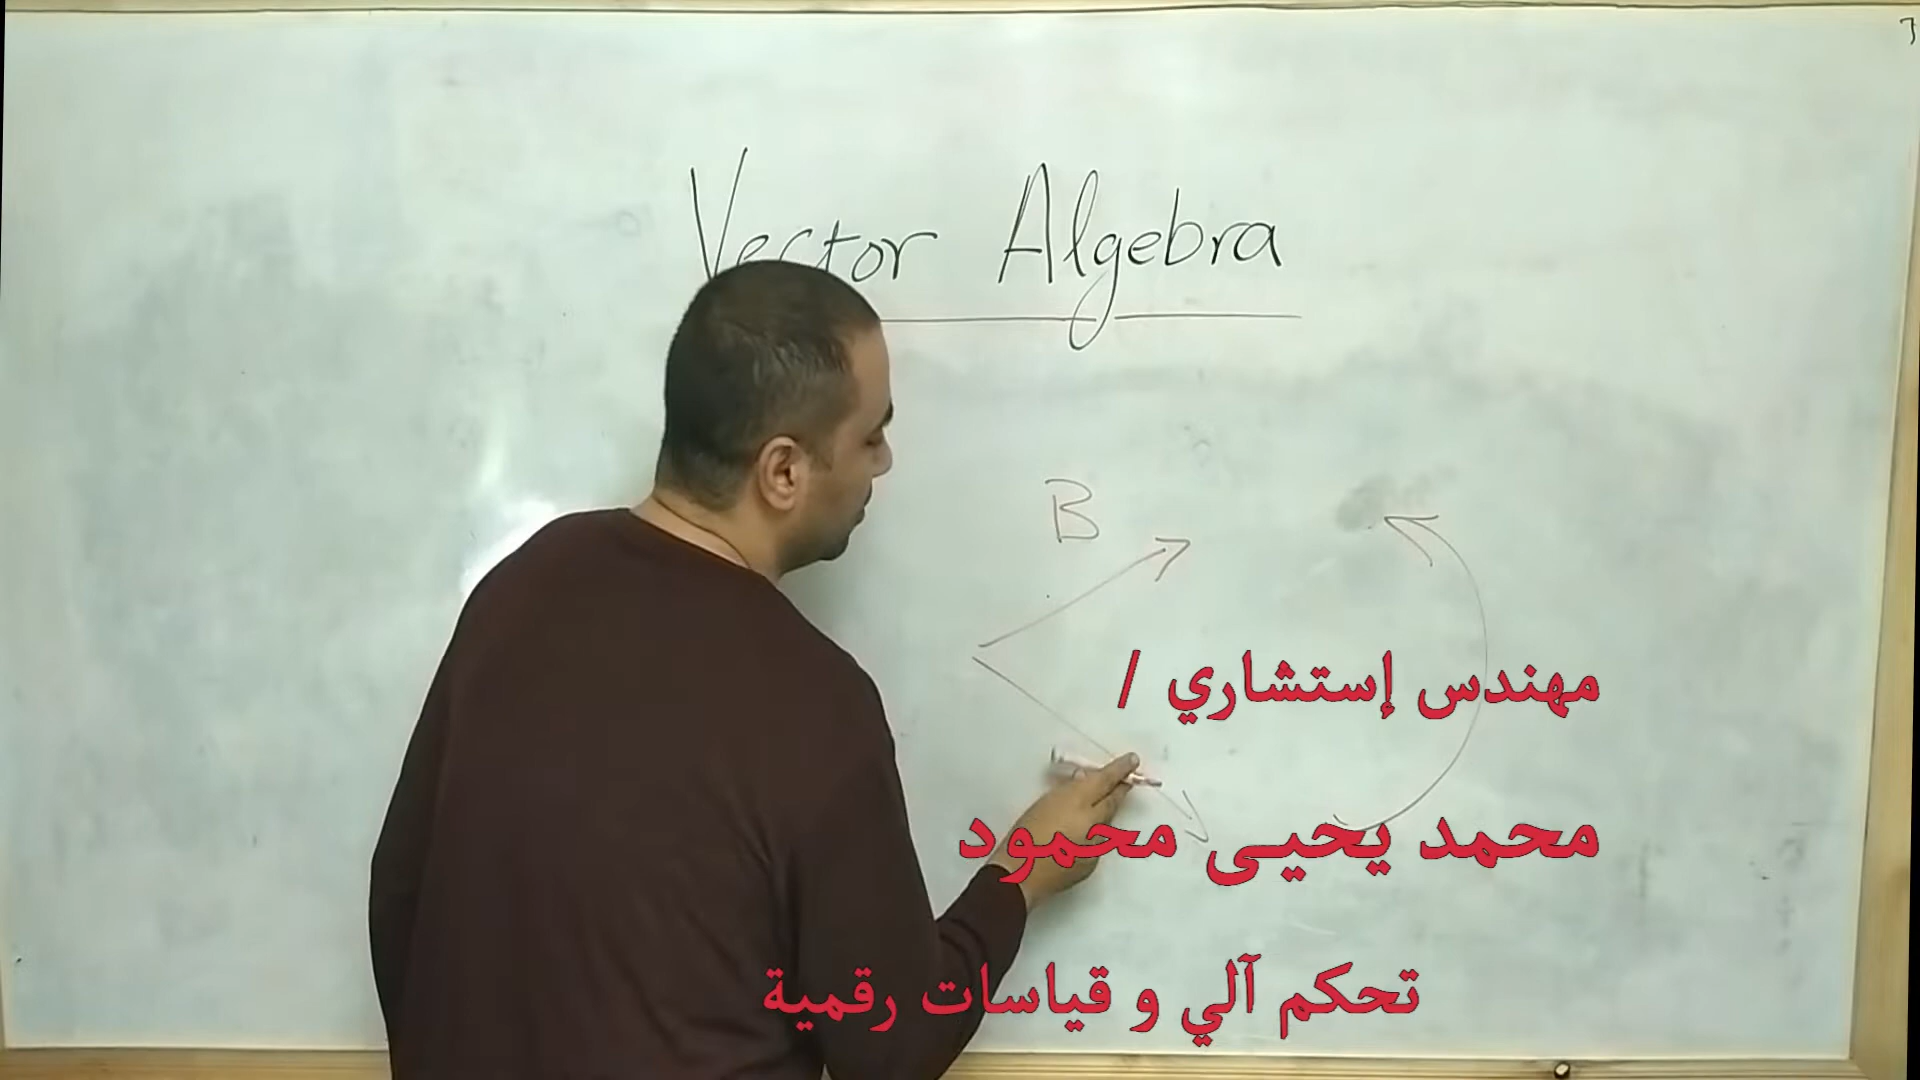 Vector Algebra
B
مهندس إستشاري /
محمد يحيى محمود
تحكم آلي و قياسات رقمية